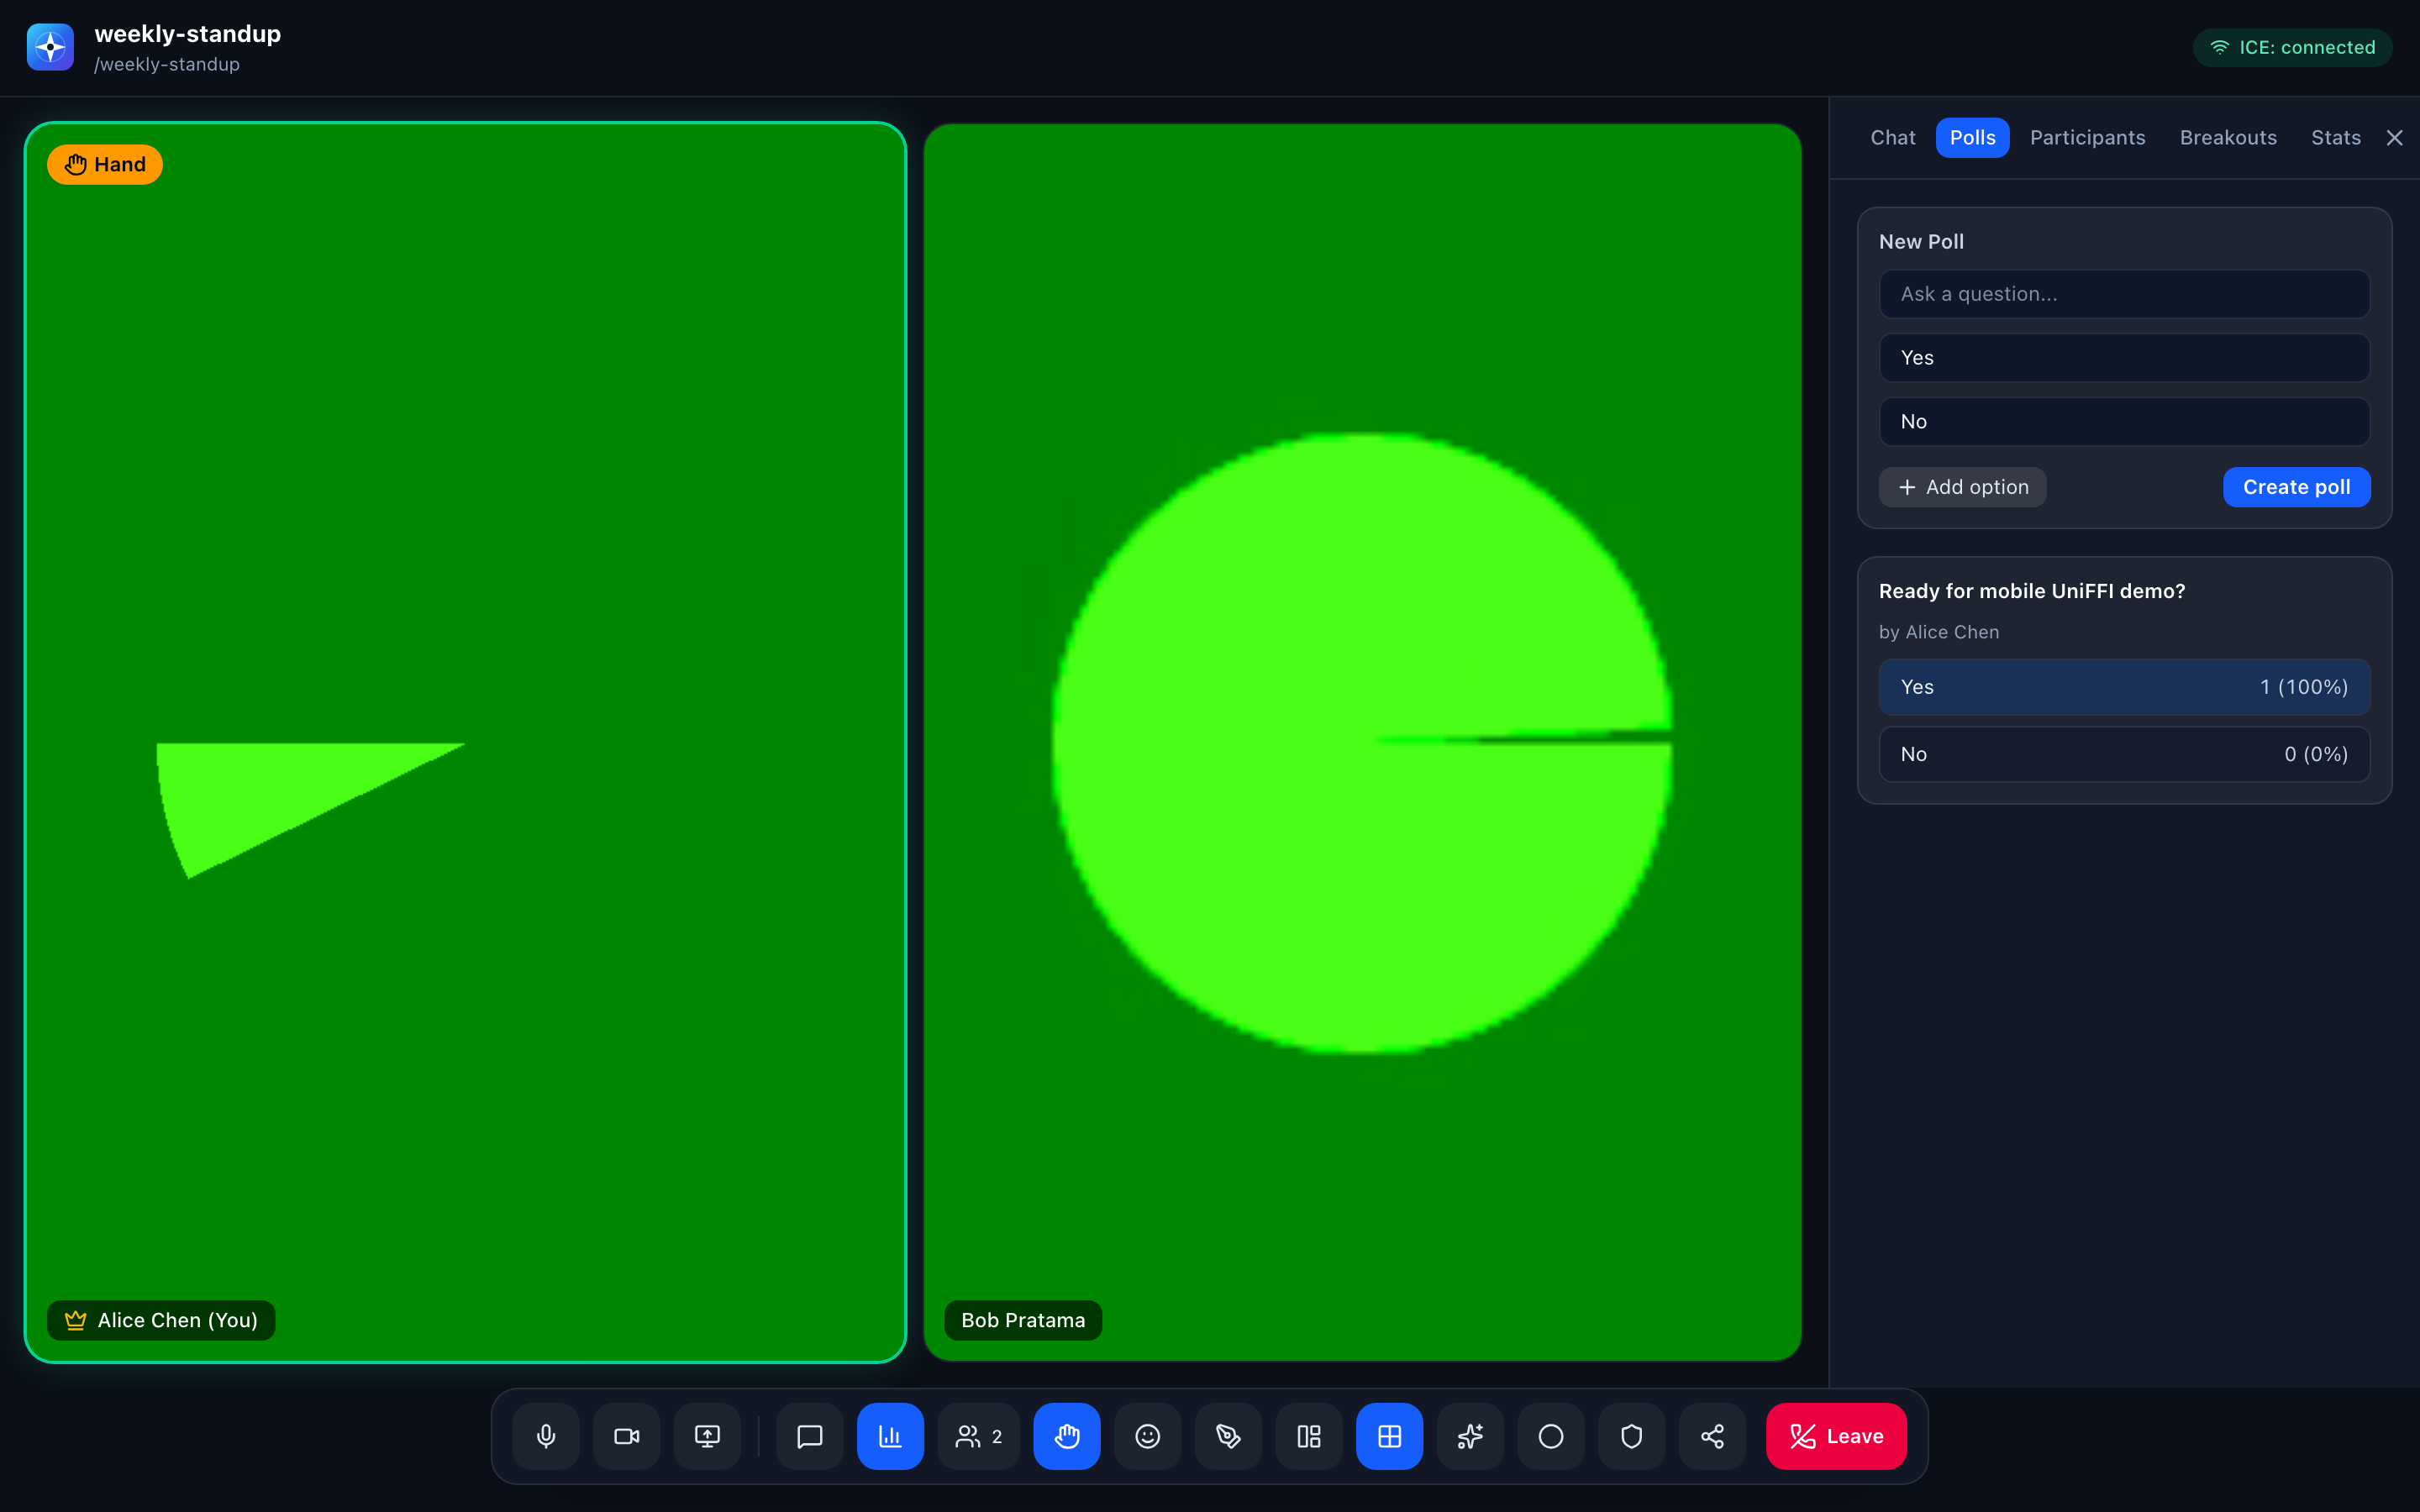 weekly-standup
/weekly-standup
ICE: connected
Hand
Alice Chen (You)
Bob Pratama
Chat Polls Participants Breakouts Stats
New Poll
Ask a question...
Yes
No
Add option
Create poll
Ready for mobile UniFFI demo?
by Alice Chen
Yes 1 (100%)
No 0 (0%)
2
Leave